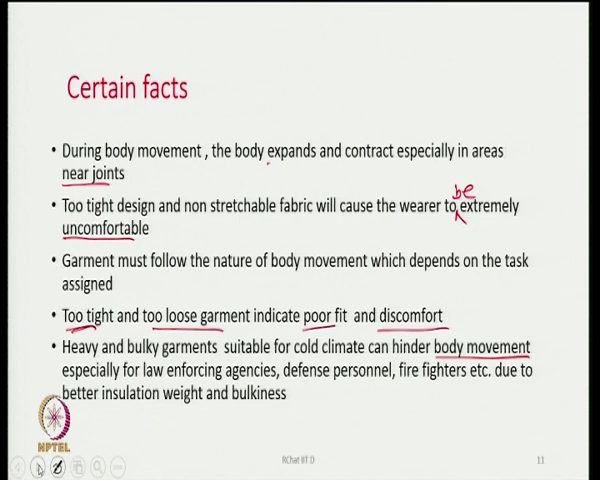 Certain facts
• During body movement , the body expands and contract especially in areas
near joints
be
• Too tight design and non stretchable fabric will cause the wearer to extremely
uncomfortable
• Garment must follow the nature of body movement which depends on the task
assigned
• Too tight and too loose garment indicate poor fit and discomfort
• Heavy and bulky garments suitable for cold climate can hinder body movement
especially for law enforcing agencies, defense personnel, fire fighters etc. due to
better insulation weight and bulkiness
NPTEL
RChat IIT D
11